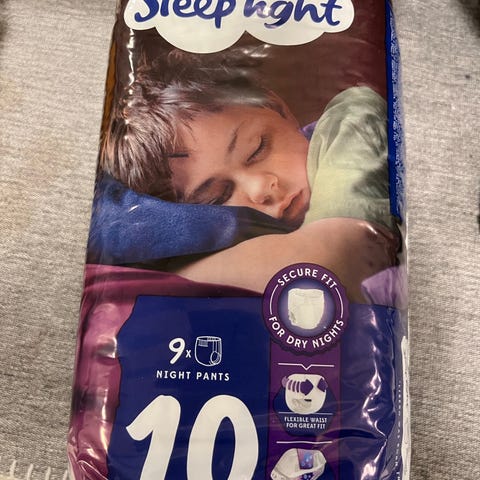 Sleep tight
SECURE FIT
FOR DRY NIGHTS
9x
NIGHT PANTS
FLEXIBLE WAIST
FOR GREAT FIT
10